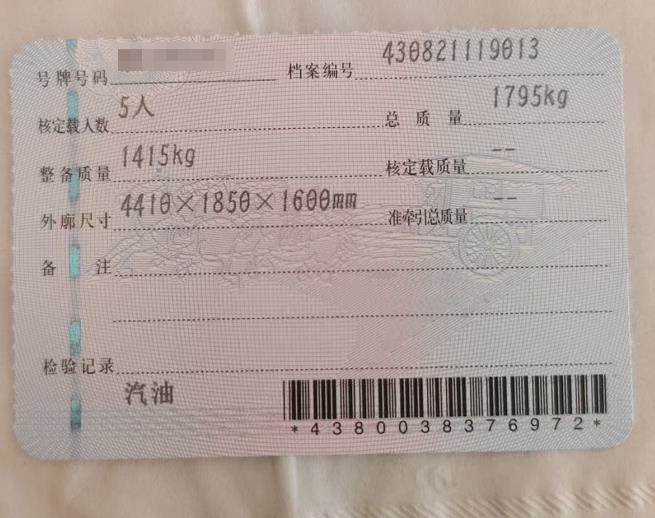 号牌号码 档案编号 430821119013
核定载人数 5人 总质量 1795kg
整备质量 1415kg 核定载质量 --
外廓尺寸 4410×1850×1600mm 准牵引总质量 --
备注
检验记录
汽油
*4380038376972*